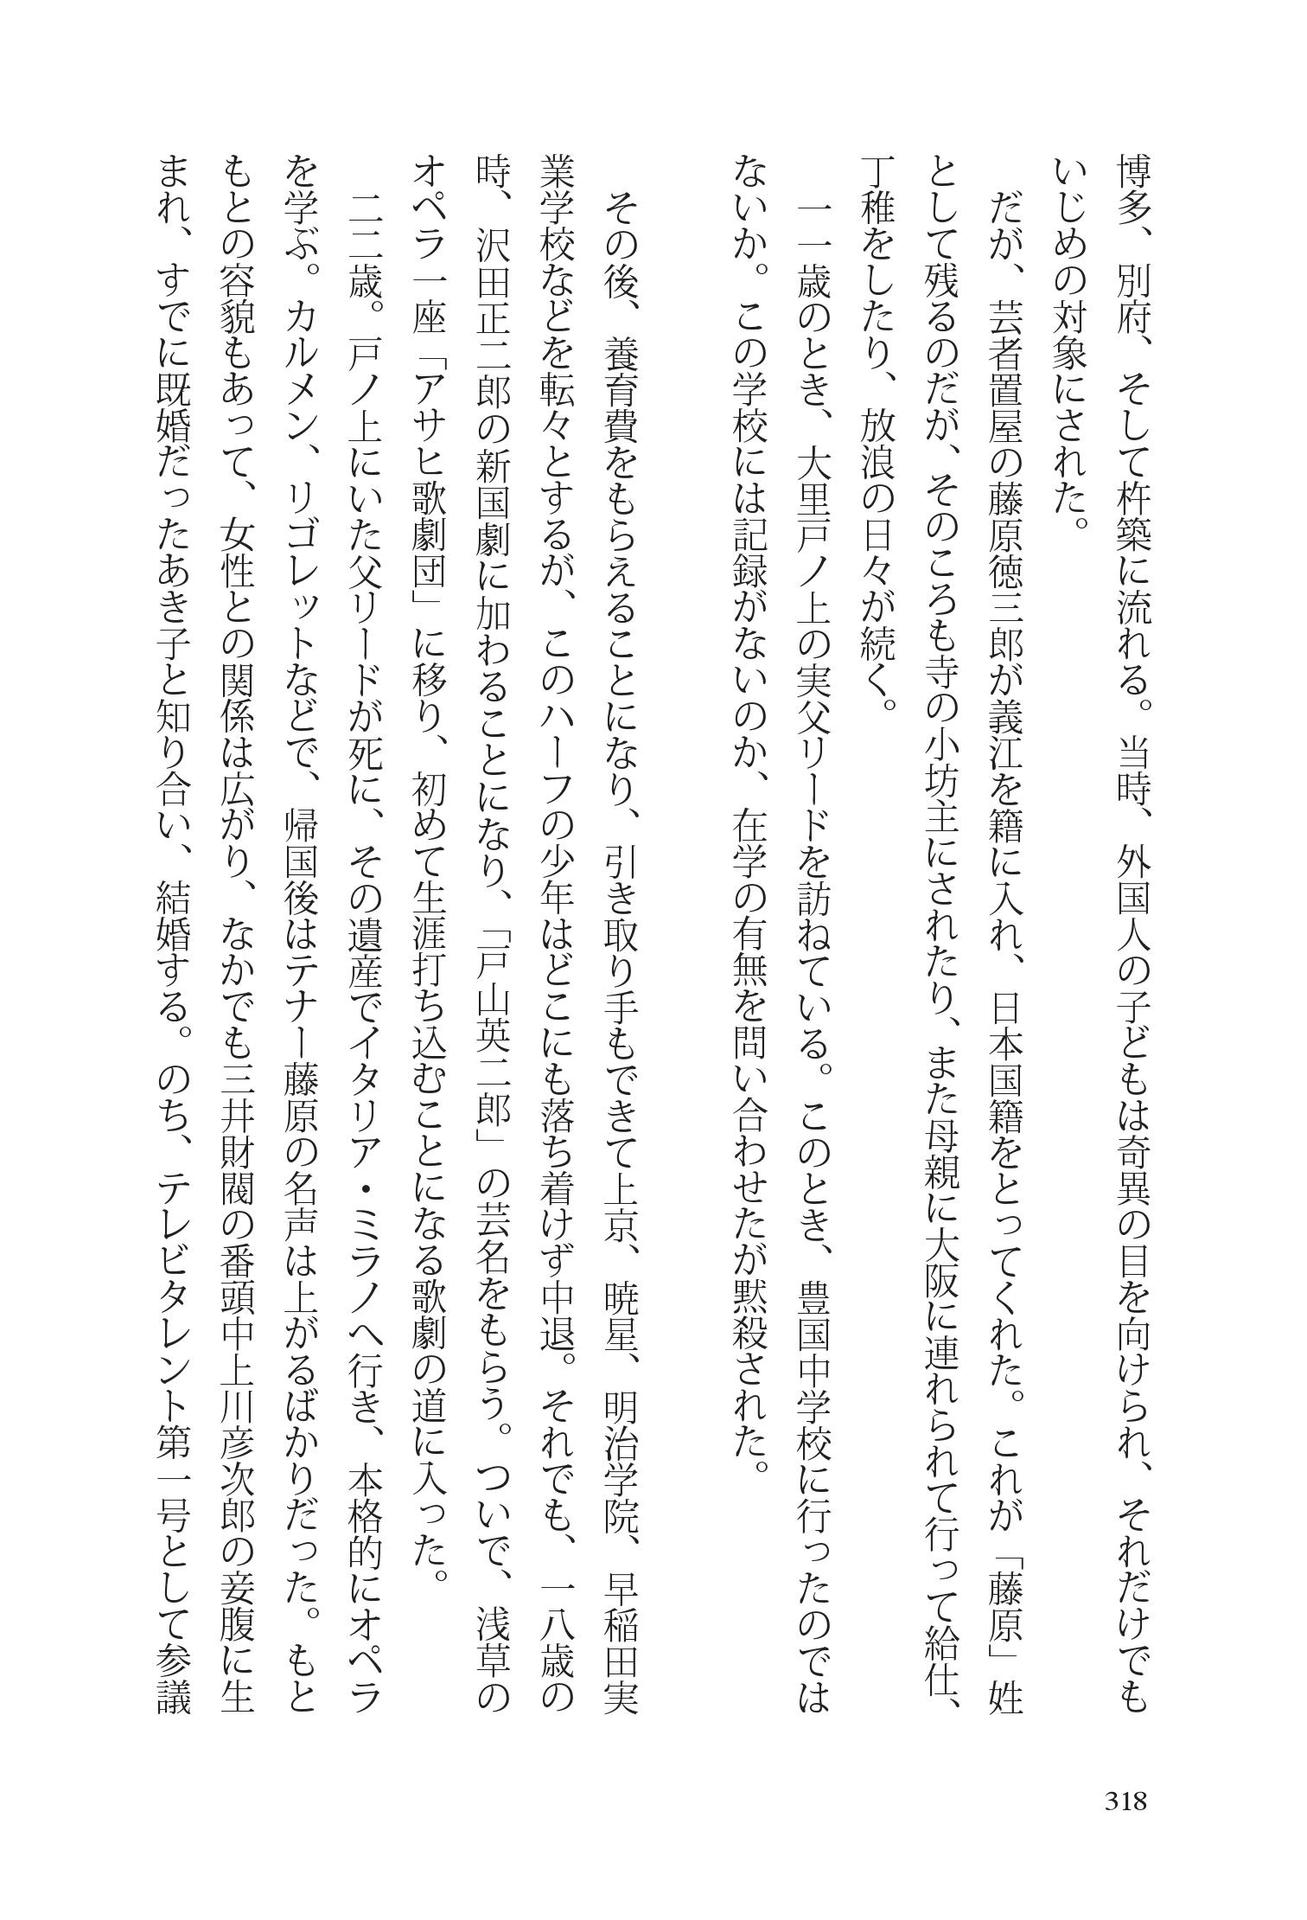 博多、別府、そして杵築に流れる。当時、外国人の子どもは奇異の目を向けられ、それだけでも
いじめの対象にされた。
だが、芸者置屋の藤原徳三郎が義江を籍に入れ、日本国籍をとってくれた。これが「藤原」姓
として残るのだが、そのころも寺の小坊主にされたり、また母親に大阪に連れられて行って給仕、
丁稚をしたり、放浪の日々が続く。
一一歳のとき、大里戸ノ上の実父リードを訪ねている。このとき、豊国中学校に行ったのでは
ないか。この学校には記録がないのか、在学の有無を問い合わせたが黙殺された。
その後、養育費をもらえることになり、引き取り手もできて上京、暁星、明治学院、早稲田実
業学校などを転々とするが、このハーフの少年はどこにも落ち着けず中退。それでも、一八歳の
時、沢田正二郎の新国劇に加わることになり、「戸山英二郎」の芸名をもらう。ついで、浅草の
オペラ一座「アサヒ歌劇団」に移り、初めて生涯打ち込むことになる歌劇の道に入った。
二二歳。戸ノ上にいた父リードが死に、その遺産でイタリア・ミラノへ行き、本格的にオペラ
を学ぶ。カルメン、リゴレットなどで、帰国後はテナー藤原の名声は上がるばかりだった。もと
もとの容貌もあって、女性との関係は広がり、なかでも三井財閥の番頭中上川彦次郎の妾腹に生
まれ、すでに既婚だったあき子と知り合い、結婚する。のち、テレビタレント第一号として参議
318